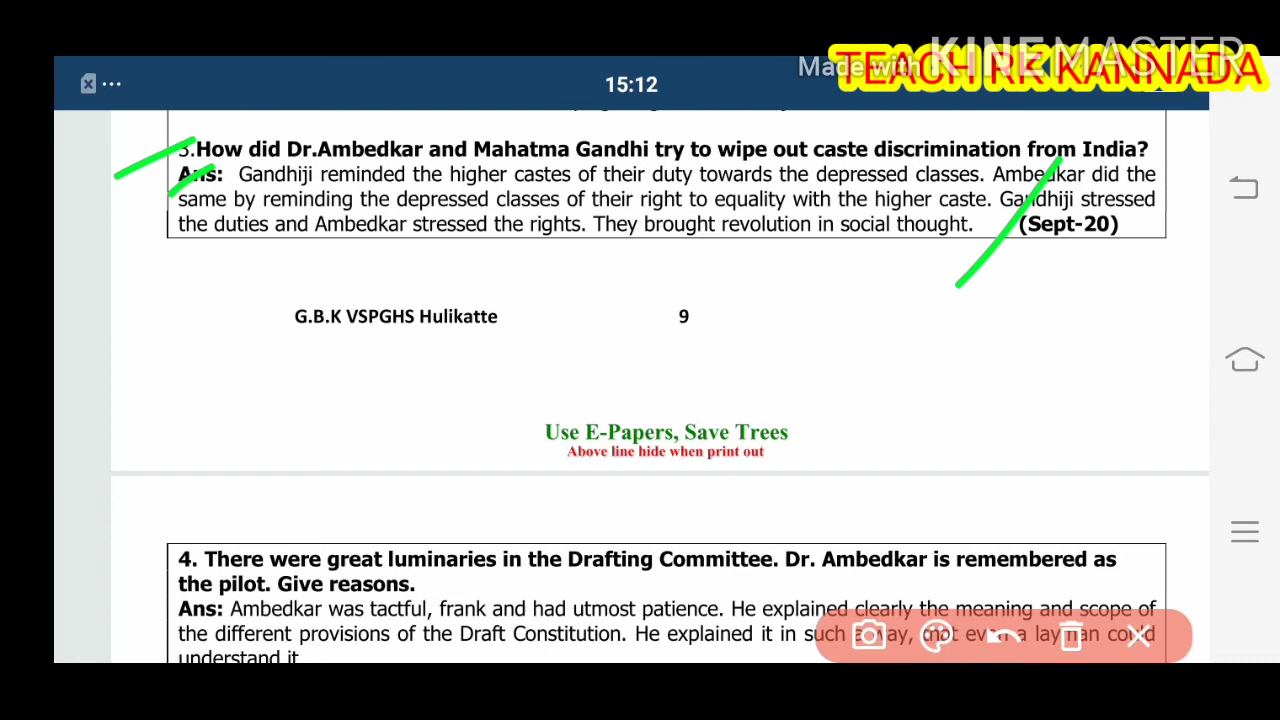 Made with KINEMASTER
TEACH RK KANNADA
15:12
3.How did Dr.Ambedkar and Mahatma Gandhi try to wipe out caste discrimination from India?
Ans: Gandhiji reminded the higher castes of their duty towards the depressed classes. Ambedkar did the
same by reminding the depressed classes of their right to equality with the higher caste. Gandhiji stressed
the duties and Ambedkar stressed the rights. They brought revolution in social thought. (Sept-20)
G.B.K VSPGHS Hulikatte 9
Use E-Papers, Save Trees
Above line hide when print out
4. There were great luminaries in the Drafting Committee. Dr. Ambedkar is remembered as
the pilot. Give reasons.
Ans: Ambedkar was tactful, frank and had utmost patience. He explained clearly the meaning and scope of
the different provisions of the Draft Constitution. He explained it in such a way, that even a layman could
understand it